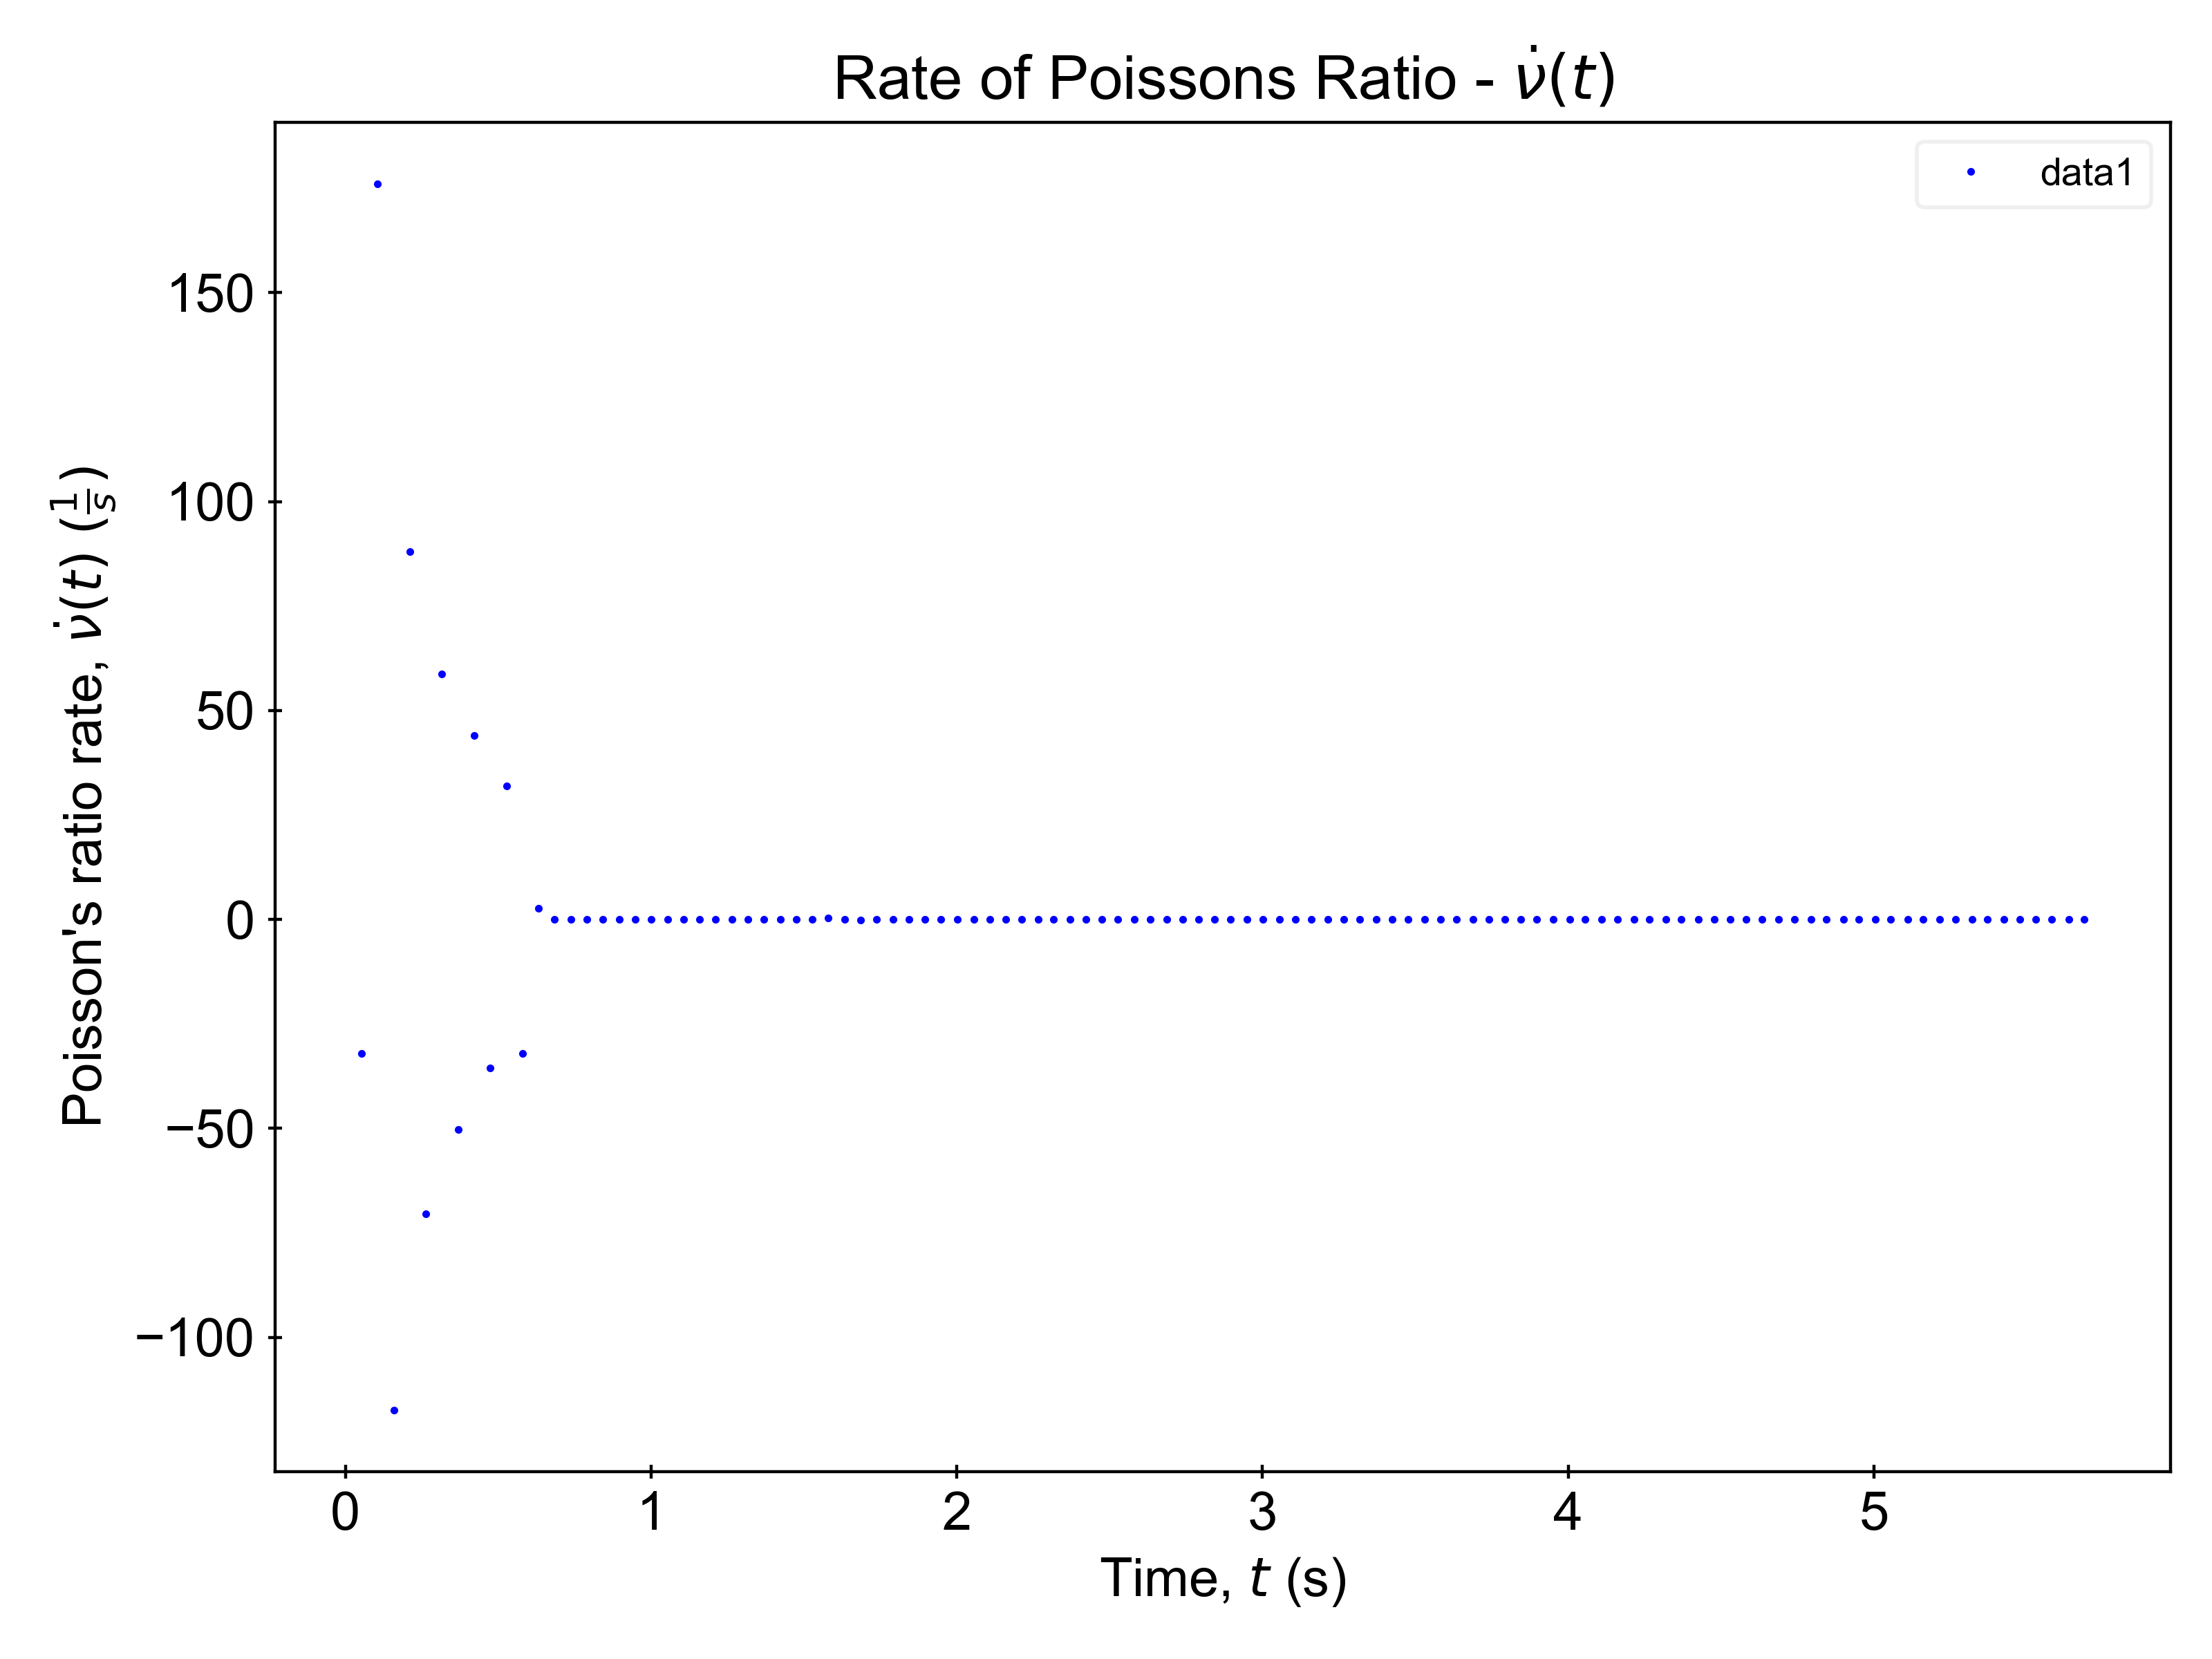 Rate of Poissons Ratio - ν̇(t)
data1
150
100
50
0
−50
−100
Poisson's ratio rate, ν̇(t) (1/s)
0 1 2 3 4 5
Time, t (s)